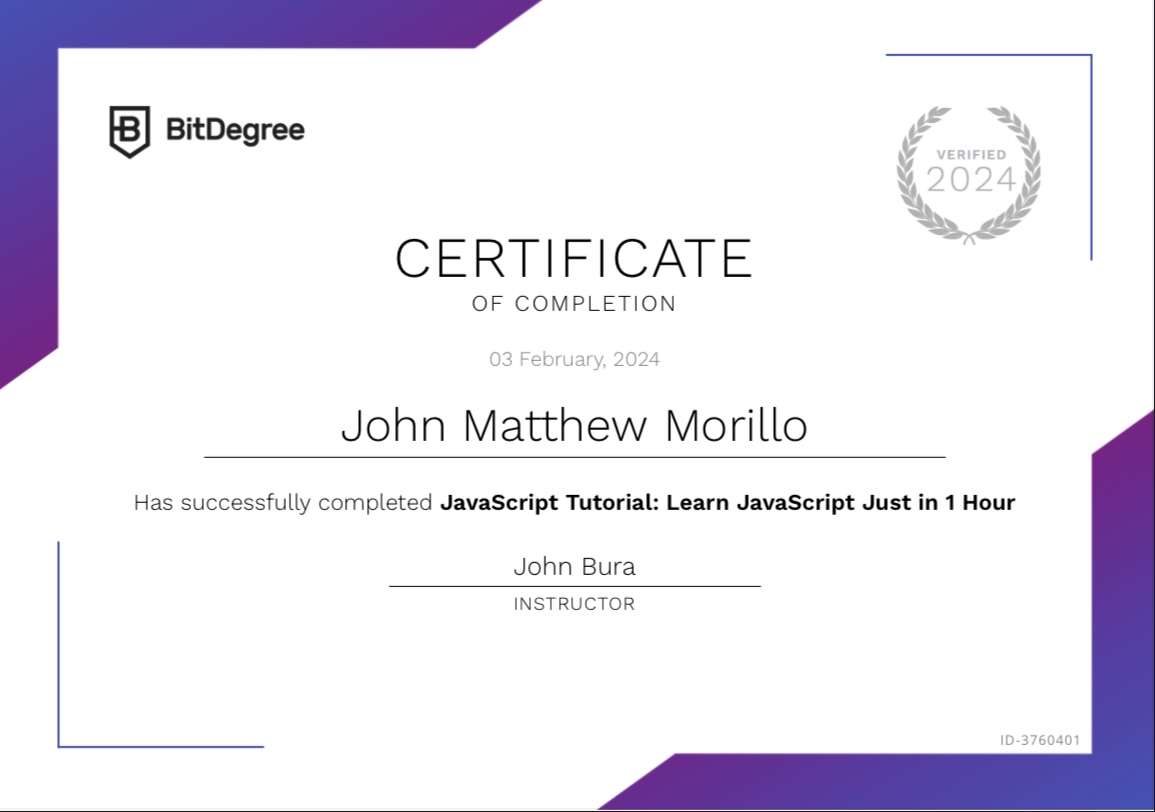 BitDegree
VERIFIED
2024
CERTIFICATE
OF COMPLETION
03 February, 2024
John Matthew Morillo
Has successfully completed JavaScript Tutorial: Learn JavaScript Just in 1 Hour
John Bura
INSTRUCTOR
ID-3760401